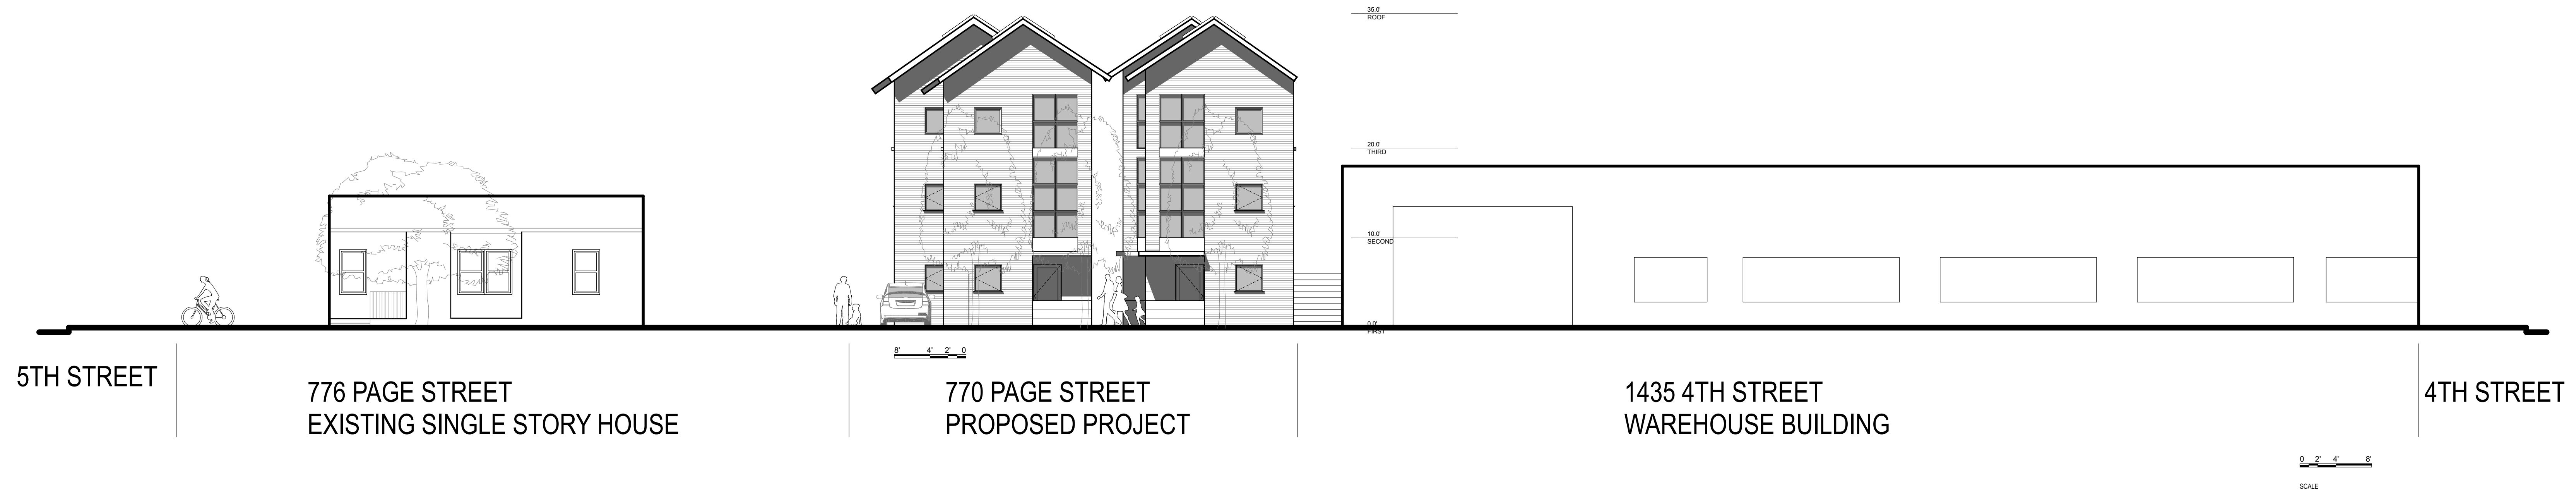 35.0'
ROOF
20.0'
THIRD
10.0'
SECOND
0.0'
FIRST
8' 4' 2' 0
5TH STREET
776 PAGE STREET
EXISTING SINGLE STORY HOUSE
770 PAGE STREET
PROPOSED PROJECT
1435 4TH STREET
WAREHOUSE BUILDING
4TH STREET
0 2' 4' 8'
SCALE